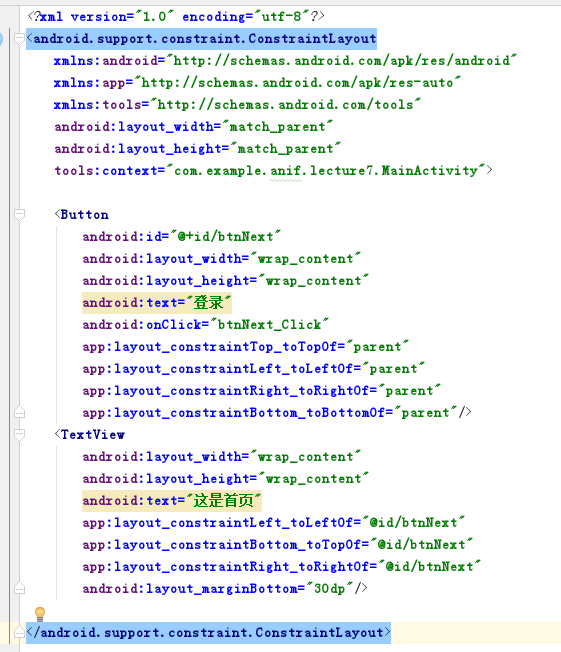 <?xml version="1.0" encoding="utf-8"?>
<android.support.constraint.ConstraintLayout
xmlns:android="http://schemas.android.com/apk/res/android"
xmlns:app="http://schemas.android.com/apk/res-auto"
xmlns:tools="http://schemas.android.com/tools"
android:layout_width="match_parent"
android:layout_height="match_parent"
tools:context="com.example.anif.lecture7.MainActivity">
<Button
android:id="@+id/btnNext"
android:layout_width="wrap_content"
android:layout_height="wrap_content"
android:text="登录"
android:onClick="btnNext_Click"
app:layout_constraintTop_toTopOf="parent"
app:layout_constraintLeft_toLeftOf="parent"
app:layout_constraintRight_toRightOf="parent"
app:layout_constraintBottom_toBottomOf="parent"/>
<TextView
android:layout_width="wrap_content"
android:layout_height="wrap_content"
android:text="这是首页"
app:layout_constraintLeft_toLeftOf="@id/btnNext"
app:layout_constraintBottom_toTopOf="@id/btnNext"
app:layout_constraintRight_toRightOf="@id/btnNext"
android:layout_marginBottom="30dp"/>
</android.support.constraint.ConstraintLayout>